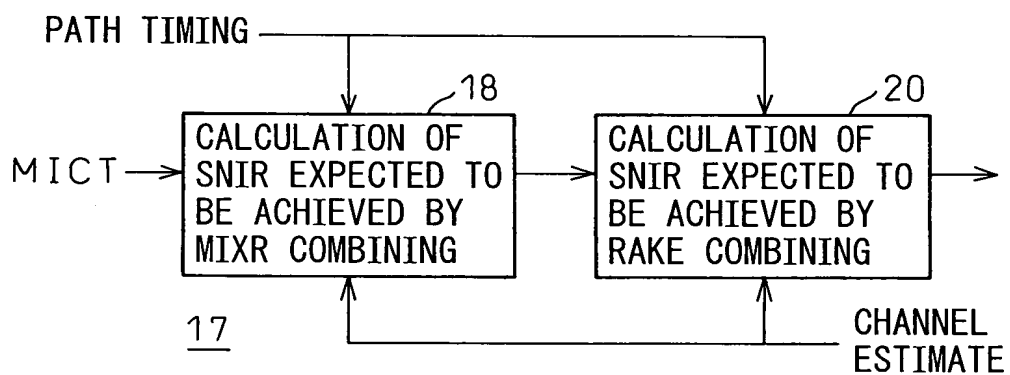 PATH TIMING
18
20
MICT
CALCULATION OF
SNIR EXPECTED TO
BE ACHIEVED BY
MIXR COMBINING
CALCULATION OF
SNIR EXPECTED TO
BE ACHIEVED BY
RAKE COMBINING
17
CHANNEL
ESTIMATE